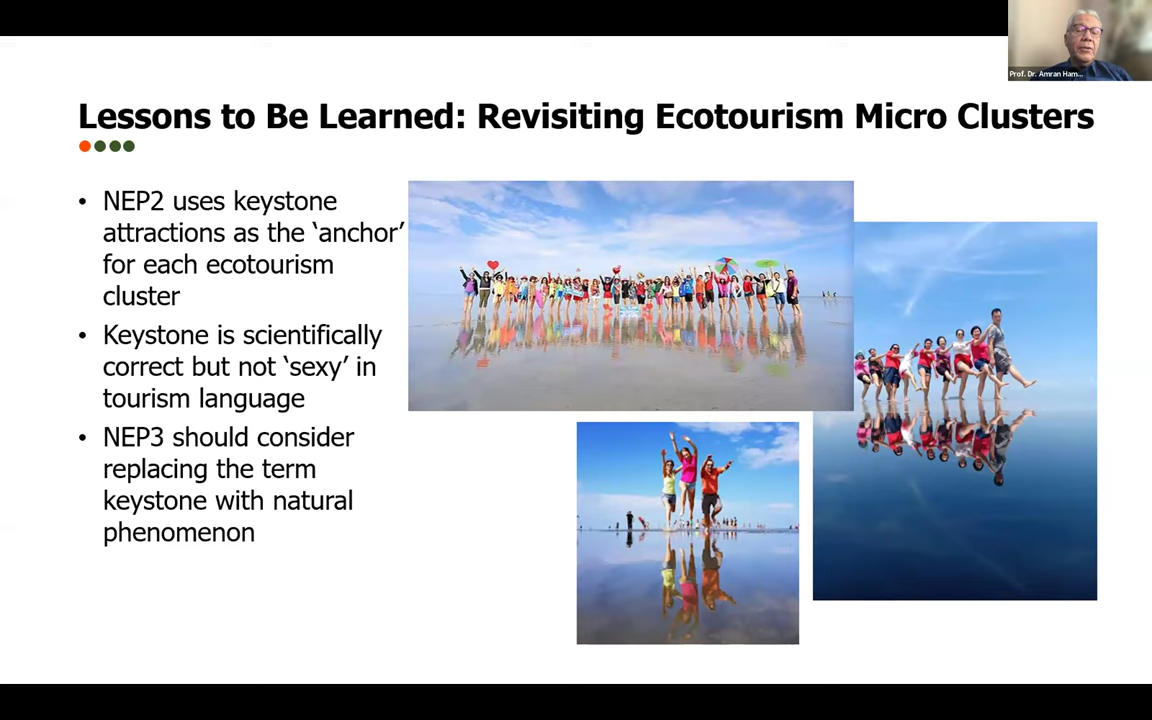 Prof. Dr. Amran Ham...
Lessons to Be Learned: Revisiting Ecotourism Micro Clusters
• NEP2 uses keystone
attractions as the ‘anchor’
for each ecotourism
cluster
• Keystone is scientifically
correct but not ‘sexy’ in
tourism language
• NEP3 should consider
replacing the term
keystone with natural
phenomenon